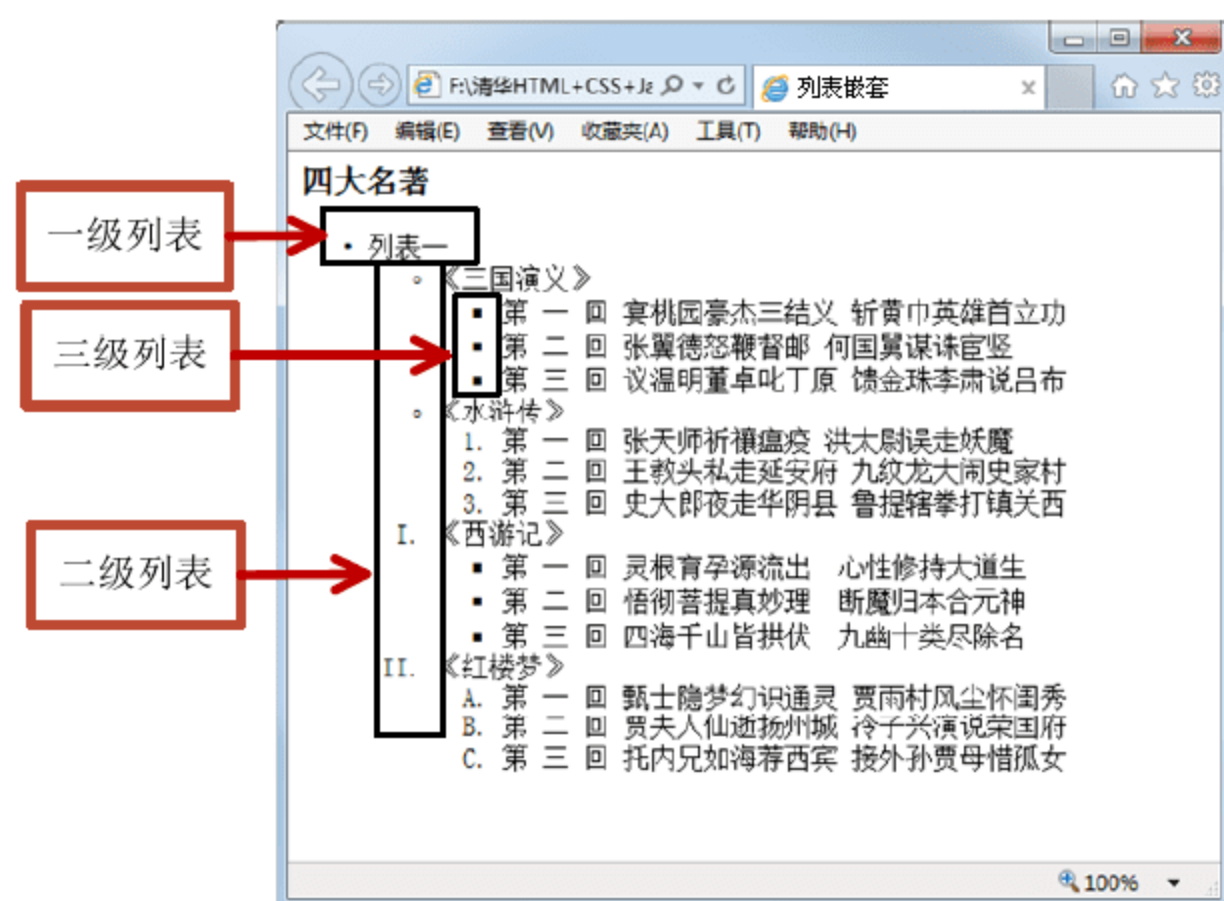 F:\清华HTML+CSS+Ja
列表嵌套
文件(F) 编辑(E) 查看(V) 收藏夹(A) 工具(T) 帮助(H)
四大名著
一级列表
• 列表一
◦ 《三国演义》
▪ 第 一 回 宴桃园豪杰三结义 斩黄巾英雄首立功
三级列表
▪ 第 二 回 张翼德怒鞭督邮 何国舅谋诛宦竖
▪ 第 三 回 议温明董卓叱丁原 馈金珠李肃说吕布
◦ 《水浒传》
1. 第 一 回 张天师祈禳瘟疫 洪太尉误走妖魔
2. 第 二 回 王教头私走延安府 九纹龙大闹史家村
3. 第 三 回 史大郎夜走华阴县 鲁提辖拳打镇关西
I. 《西游记》
▪ 第 一 回 灵根育孕源流出 心性修持大道生
二级列表
▪ 第 二 回 悟彻菩提真妙理 断魔归本合元神
▪ 第 三 回 四海千山皆拱伏 九幽十类尽除名
II. 《红楼梦》
A. 第 一 回 甄士隐梦幻识通灵 贾雨村风尘怀闺秀
B. 第 二 回 贾夫人仙逝扬州城 冷子兴演说荣国府
C. 第 三 回 托内兄如海荐西宾 接外孙贾母惜孤女
100%